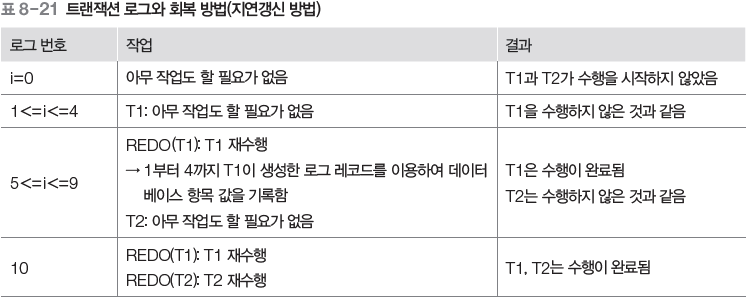 표 8-21 트랜잭션 로그와 회복 방법(지연갱신 방법)
로그 번호 작업 결과
i=0 아무 작업도 할 필요가 없음 T1과 T2가 수행을 시작하지 않았음
1<=i<=4 T1: 아무 작업도 할 필요가 없음 T1을 수행하지 않은 것과 같음
5<=i<=9
REDO(T1): T1 재수행
→ 1부터 4까지 T1이 생성한 로그 레코드를 이용하여 데이터
베이스 항목 값을 기록함
T2: 아무 작업도 할 필요가 없음
T1은 수행이 완료됨
T2는 수행하지 않은 것과 같음
10
REDO(T1): T1 재수행
REDO(T2): T2 재수행
T1, T2는 수행이 완료됨